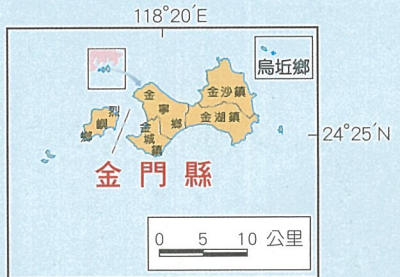 118°20′E
烏坵鄉
金沙鎮
金寧鄉
金湖鎮
烈嶼鄉
金城鎮
24°25′N
金門縣
0 5 10 公里